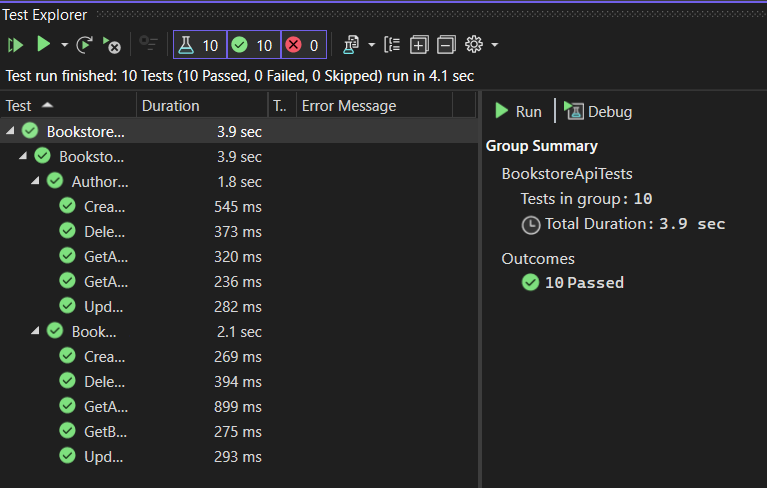 Test Explorer
10 10 0
Test run finished: 10 Tests (10 Passed, 0 Failed, 0 Skipped) run in 4.1 sec
Test Duration T.. Error Message
Bookstore... 3.9 sec
Booksto... 3.9 sec
Author... 1.8 sec
Crea... 545 ms
Dele... 373 ms
GetA... 320 ms
GetA... 236 ms
Upd... 282 ms
Book... 2.1 sec
Crea... 269 ms
Dele... 394 ms
GetA... 899 ms
GetB... 275 ms
Upd... 293 ms
Run Debug
Group Summary
BookstoreApiTests
Tests in group: 10
Total Duration: 3.9 sec
Outcomes
10 Passed